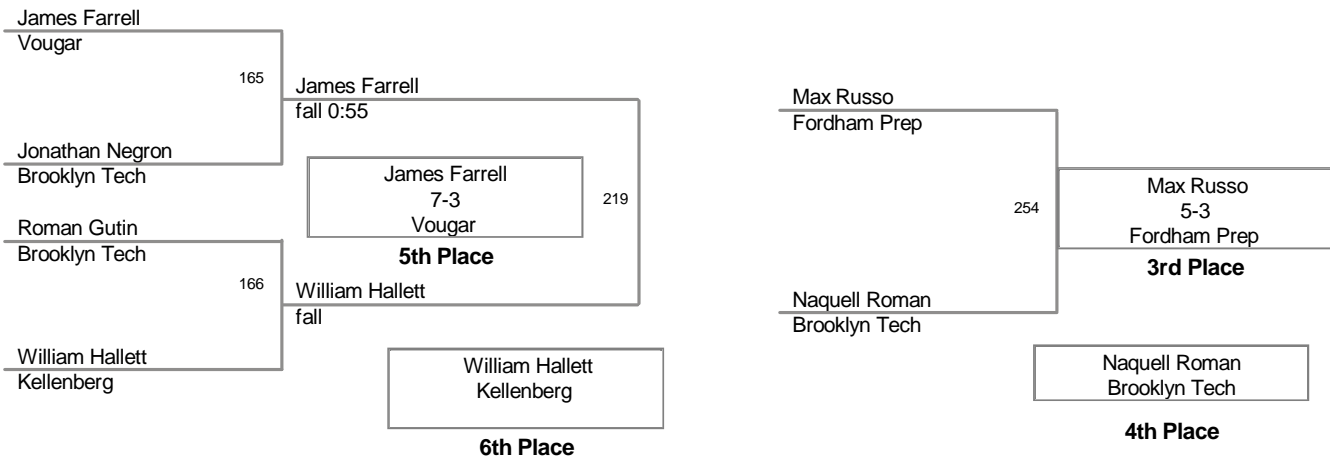 James Farrell
Vougar
165
James Farrell
fall 0:55
Jonathan Negron
Brooklyn Tech
James Farrell
7-3
Vougar
5th Place
219
Roman Gutin
Brooklyn Tech
166
William Hallett
fall
William Hallett
Kellenberg
William Hallett
Kellenberg
6th Place
Max Russo
Fordham Prep
254
Max Russo
5-3
Fordham Prep
3rd Place
Naquell Roman
Brooklyn Tech
Naquell Roman
Brooklyn Tech
4th Place